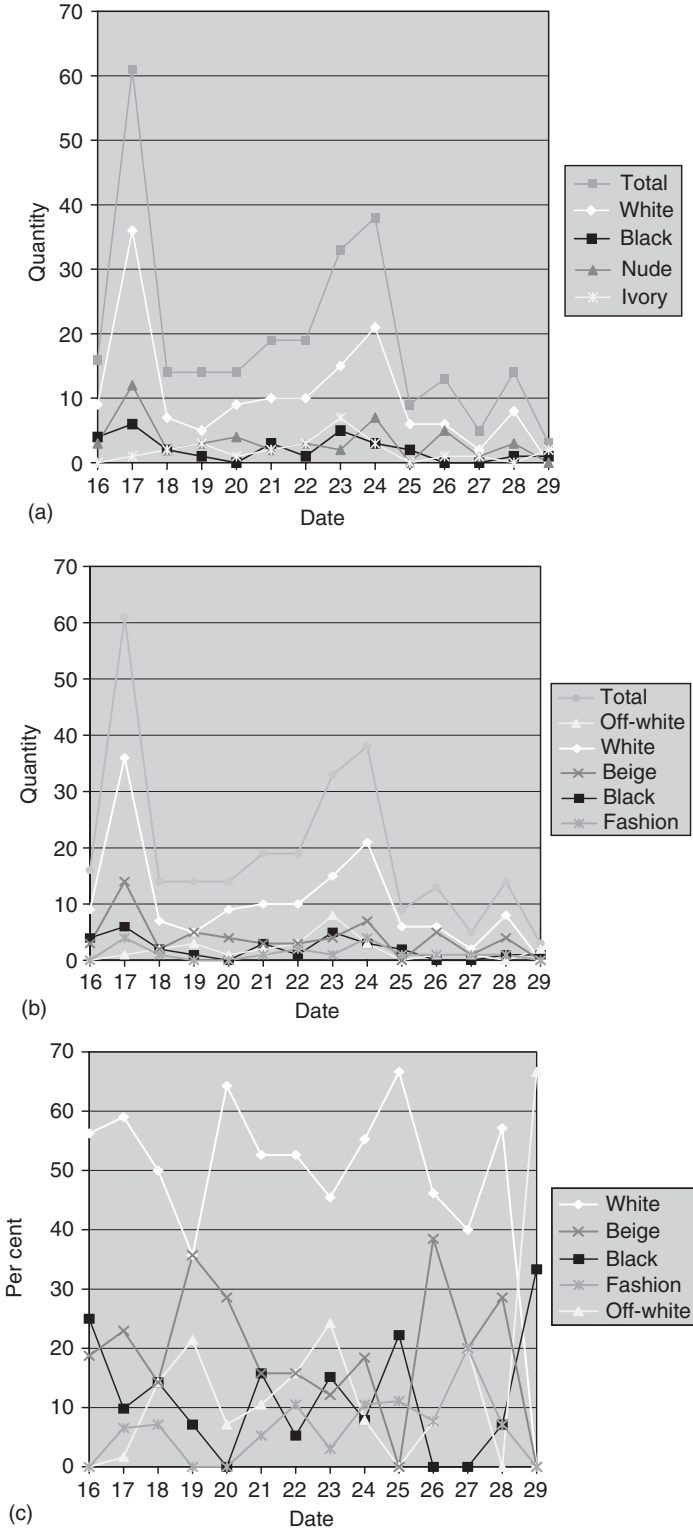 70
60
50
40
30
20
10
0
Quantity
16 17 18 19 20 21 22 23 24 25 26 27 28 29
Date
Total
White
Black
Nude
Ivory
(a)
70
60
50
40
30
20
10
0
Quantity
16 17 18 19 20 21 22 23 24 25 26 27 28 29
Date
Total
Off-white
White
Beige
Black
Fashion
(b)
70
60
50
40
30
20
10
0
Per cent
16 17 18 19 20 21 22 23 24 25 26 27 28 29
Date
White
Beige
Black
Fashion
Off-white
(c)